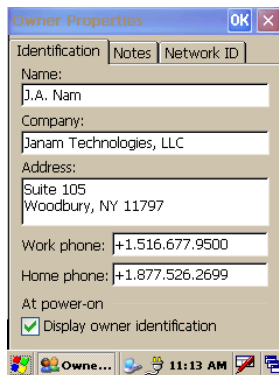 Owner Properties OK
Identification Notes Network ID
Name:
J.A. Nam
Company:
Janam Technologies, LLC
Address:
Suite 105
Woodbury, NY 11797
Work phone: +1.516.677.9500
Home phone: +1.877.526.2699
At power-on
Display owner identification
Owne... 11:13 AM